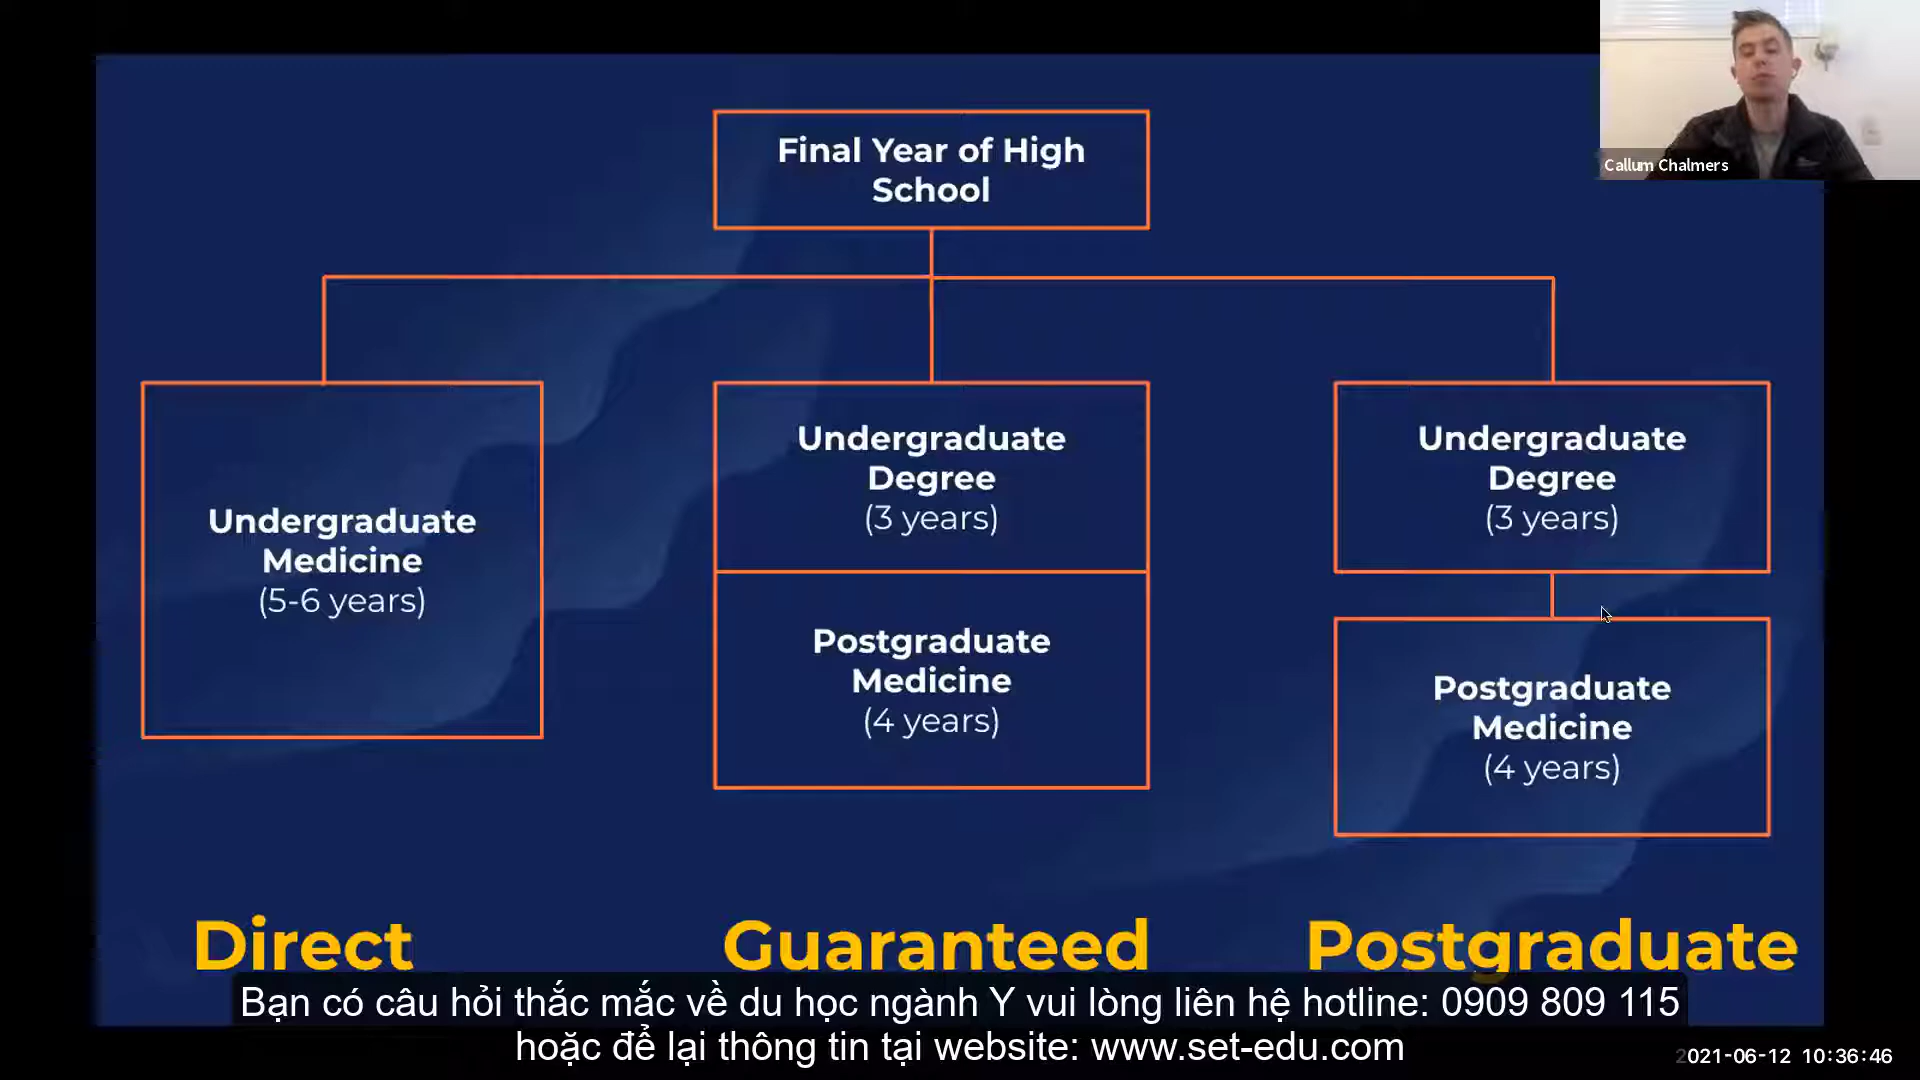 Callum Chalmers
Final Year of High
School
Undergraduate
Medicine
(5-6 years)
Undergraduate
Degree
(3 years)
Postgraduate
Medicine
(4 years)
Undergraduate
Degree
(3 years)
Postgraduate
Medicine
(4 years)
Direct
Guaranteed
Postgraduate
Bạn có câu hỏi thắc mắc về du học ngành Y vui lòng liên hệ hotline: 0909 809 115
hoặc để lại thông tin tại website: www.set-edu.com
2021-06-12 10:36:46